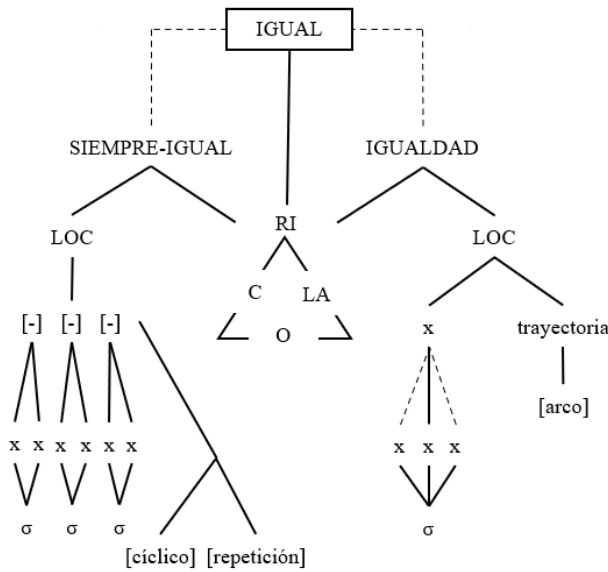 IGUAL
SIEMPRE-IGUAL IGUALDAD
LOC RI LOC
C LA
[-] [-] [-] O x trayectoria
[arco]
x x x x x x x x x
σ σ σ σ
[cíclico] [repetición]